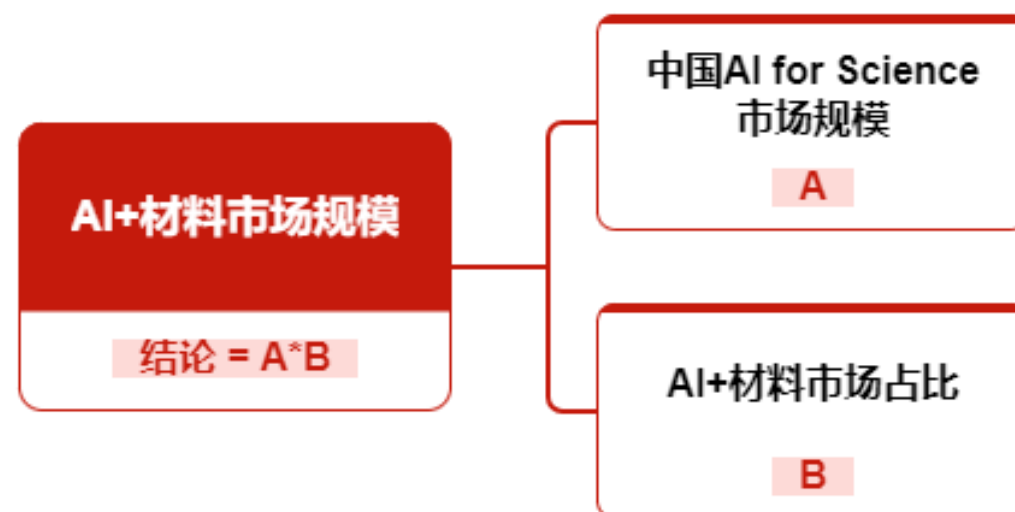 AI+材料市场规模
结论 = A*B
中国AI for Science
市场规模
A
AI+材料市场占比
B